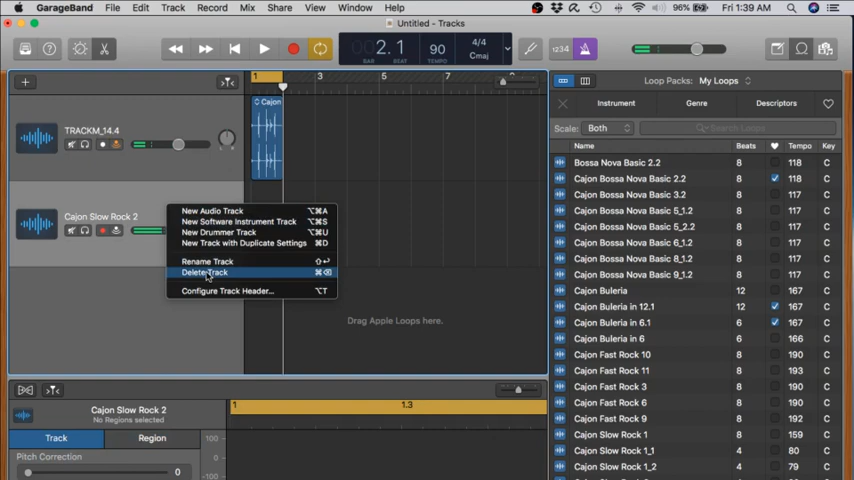 GarageBand File Edit Track Record Mix Share View Window Help 96% Fri 1:39 AM
Untitled - Tracks
2.1 90 4/4 Cmaj
BAR BEAT TEMPO
1234
1 3 5 7
Loop Packs: My Loops
Instrument Genre Descriptors
Scale: Both Search Loops
Name Beats Tempo Key
TRACKM_14.4
L R
Cajon
Cajon Slow Rock 2
New Audio Track ⌥⌘A
New Software Instrument Track ⌥⌘S
New Drummer Track ⌥⌘U
New Track with Duplicate Settings ⌘D
Rename Track ⇧↩
Delete Track ⌘⌫
Configure Track Header... ⌥T
Drag Apple Loops here.
Bossa Nova Basic 2.2 8 118 C
Cajon Bossa Nova Basic 2.2 8 118 C
Cajon Bossa Nova Basic 3.2 8 117 C
Cajon Bossa Nova Basic 5_1.2 8 117 C
Cajon Bossa Nova Basic 5_2.2 8 117 C
Cajon Bossa Nova Basic 6_1.2 8 117 C
Cajon Bossa Nova Basic 8_1.2 8 117 C
Cajon Bossa Nova Basic 9_1.2 8 117 C
Cajon Buleria 12 167 C
Cajon Buleria in 12.1 12 167 C
Cajon Buleria in 6.1 6 167 C
Cajon Buleria in 6 6 166 C
Cajon Fast Rock 10 8 190 C
Cajon Fast Rock 11 8 193 C
Cajon Fast Rock 3 8 190 C
Cajon Fast Rock 6 8 190 C
Cajon Fast Rock 9 8 192 C
Cajon Slow Rock 1 8 159 C
Cajon Slow Rock 1_1 4 80 C
Cajon Slow Rock 1_2 4 79 C
1 1.3
Cajon Slow Rock 2
No Regions selected
Track Region
Pitch Correction
0
100
-100